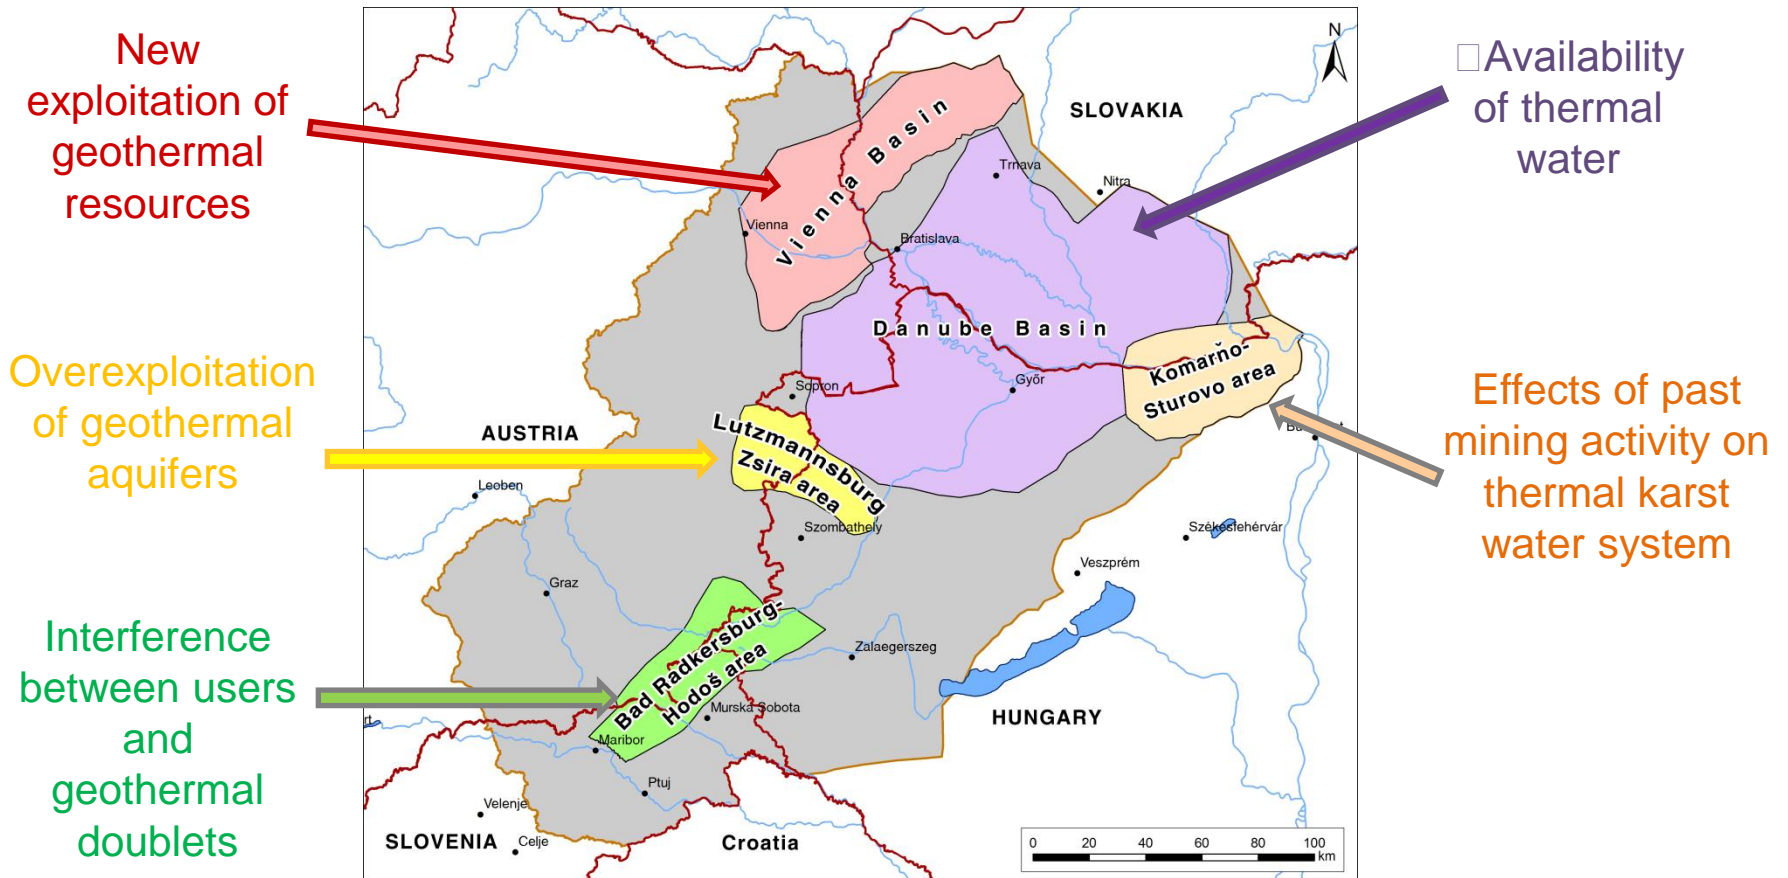 New
exploitation of
geothermal
resources
Overexploitation
of geothermal
aquifers
Interference
between users
and
geothermal
doublets
□Availability
of thermal
water
Effects of past
mining activity on
thermal karst
water system
N
SLOVAKIA
Vienna Basin
Trnava
Nitra
Vienna
Bratislava
Danube Basin
Komarňo-
Sturovo area
Győr
Sopron
AUSTRIA
Lutzmannsburg
Zsira area
Leoben
Szombathely
Székesfehérvár
Veszprém
Graz
Bad Radkersburg-
Hodoš area
Zalaegerszeg
Murska Sobota
HUNGARY
Maribor
Ptuj
Velenje
SLOVENIA
Celje
Croatia
0 20 40 60 80 100
km